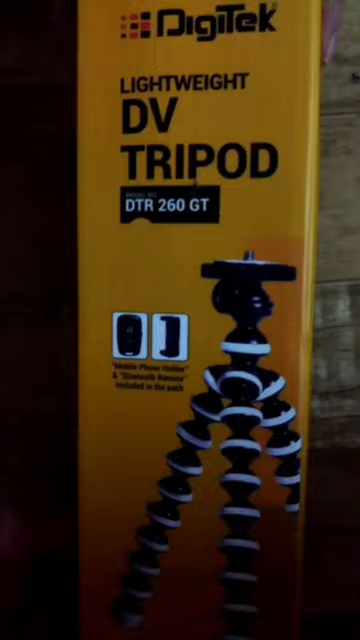 DigiTek
LIGHTWEIGHT
DV
TRIPOD
MODEL NO.
DTR 260 GT
"Mobile Phone Holder"
& "Bluetooth Remote"
Included in the pack